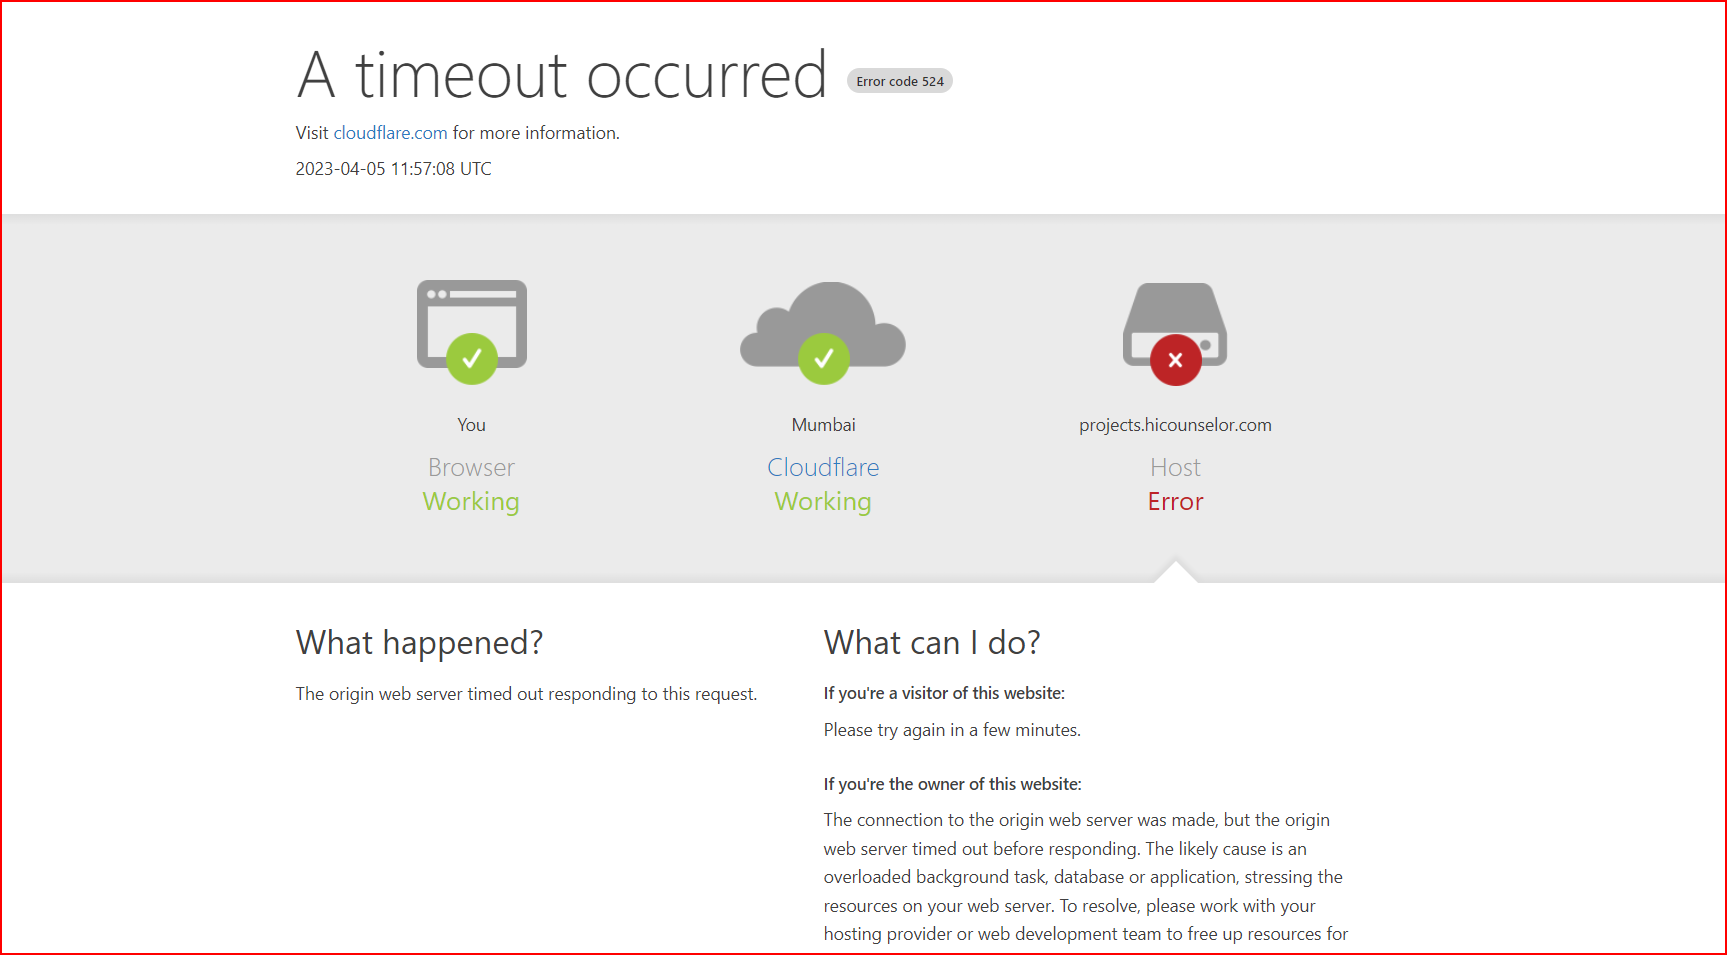 A timeout occurred Error code 524
Visit cloudflare.com for more information.
2023-04-05 11:57:08 UTC
You
Browser
Working
Mumbai
Cloudflare
Working
projects.hicounselor.com
Host
Error
What happened?
The origin web server timed out responding to this request.
What can I do?
If you're a visitor of this website:
Please try again in a few minutes.
If you're the owner of this website:
The connection to the origin web server was made, but the origin
web server timed out before responding. The likely cause is an
overloaded background task, database or application, stressing the
resources on your web server. To resolve, please work with your
hosting provider or web development team to free up resources for